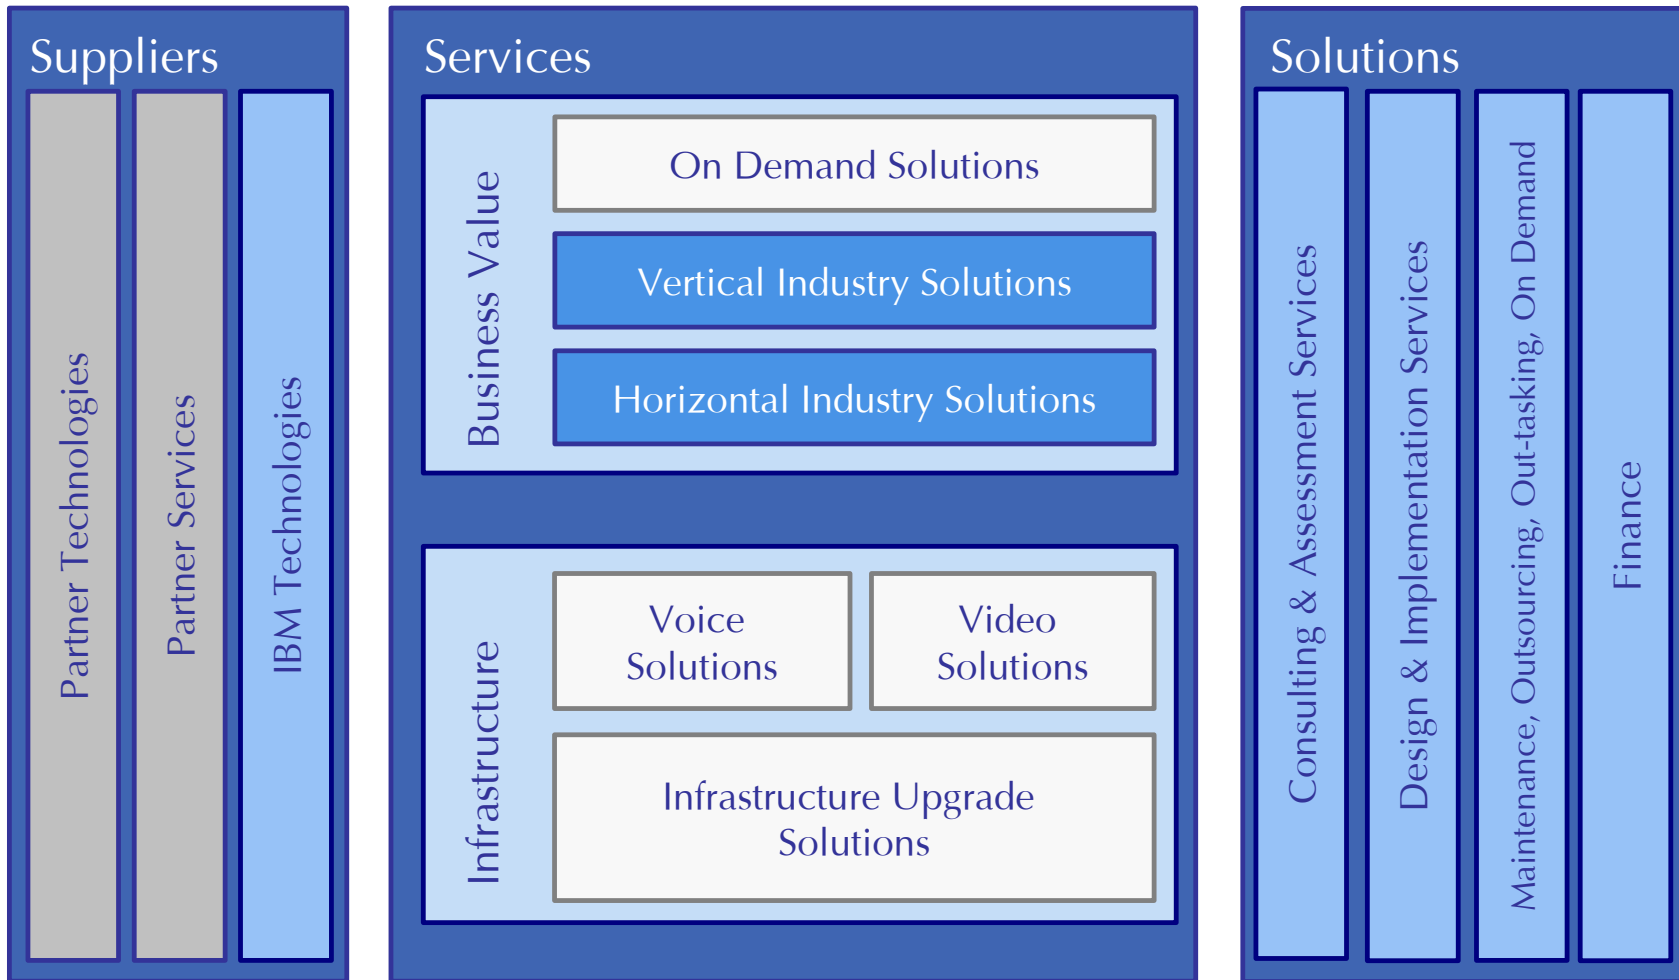 Suppliers
Partner Technologies
Partner Services
IBM Technologies
Services
Business Value
On Demand Solutions
Vertical Industry Solutions
Horizontal Industry Solutions
Infrastructure
Voice
Solutions
Video
Solutions
Infrastructure Upgrade
Solutions
Solutions
Consulting & Assessment Services
Design & Implementation Services
Maintenance, Outsourcing, Out-tasking, On Demand
Finance